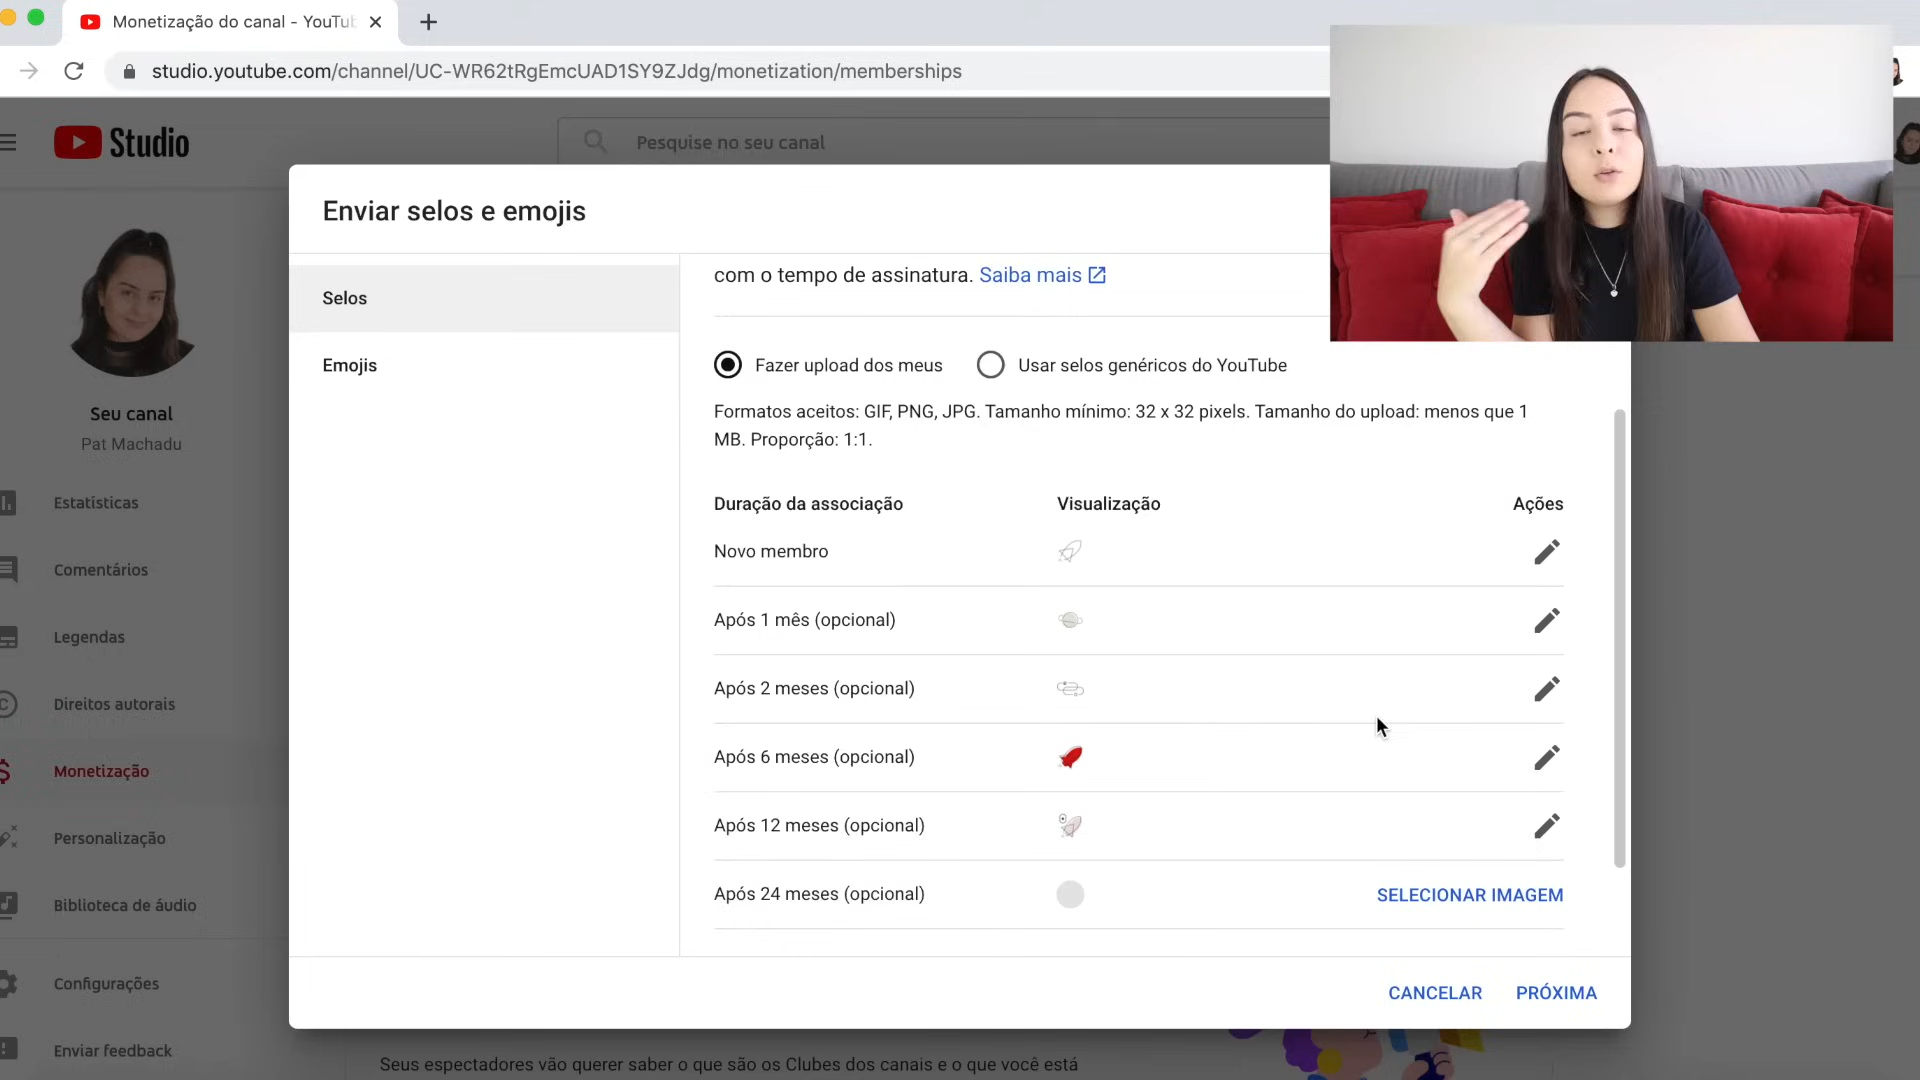 Monetização do canal - YouTu
studio.youtube.com/channel/UC-WR62tRgEmcUAD1SY9ZJdg/monetization/memberships
Studio
Pesquise no seu canal
Enviar selos e emojis
Selos
Emojis
com o tempo de assinatura. Saiba mais
Fazer upload dos meus
Usar selos genéricos do YouTube
Formatos aceitos: GIF, PNG, JPG. Tamanho mínimo: 32 x 32 pixels. Tamanho do upload: menos que 1
MB. Proporção: 1:1.
Duração da associação Visualização Ações
Novo membro
Após 1 mês (opcional)
Após 2 meses (opcional)
Após 6 meses (opcional)
Após 12 meses (opcional)
Após 24 meses (opcional) SELECIONAR IMAGEM
CANCELAR PRÓXIMA
Seu canal
Pat Machadu
Estatísticas
Comentários
Legendas
Direitos autorais
Monetização
Personalização
Biblioteca de áudio
Configurações
Enviar feedback
Seus espectadores vão querer saber o que são os Clubes dos canais e o que você está